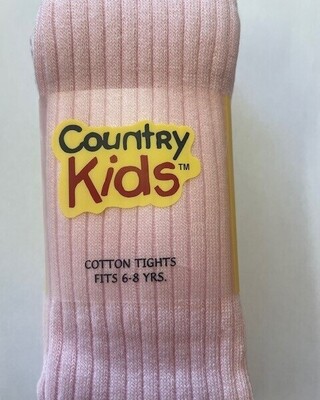 Country
Kids™
COTTON TIGHTS
FITS 6-8 YRS.